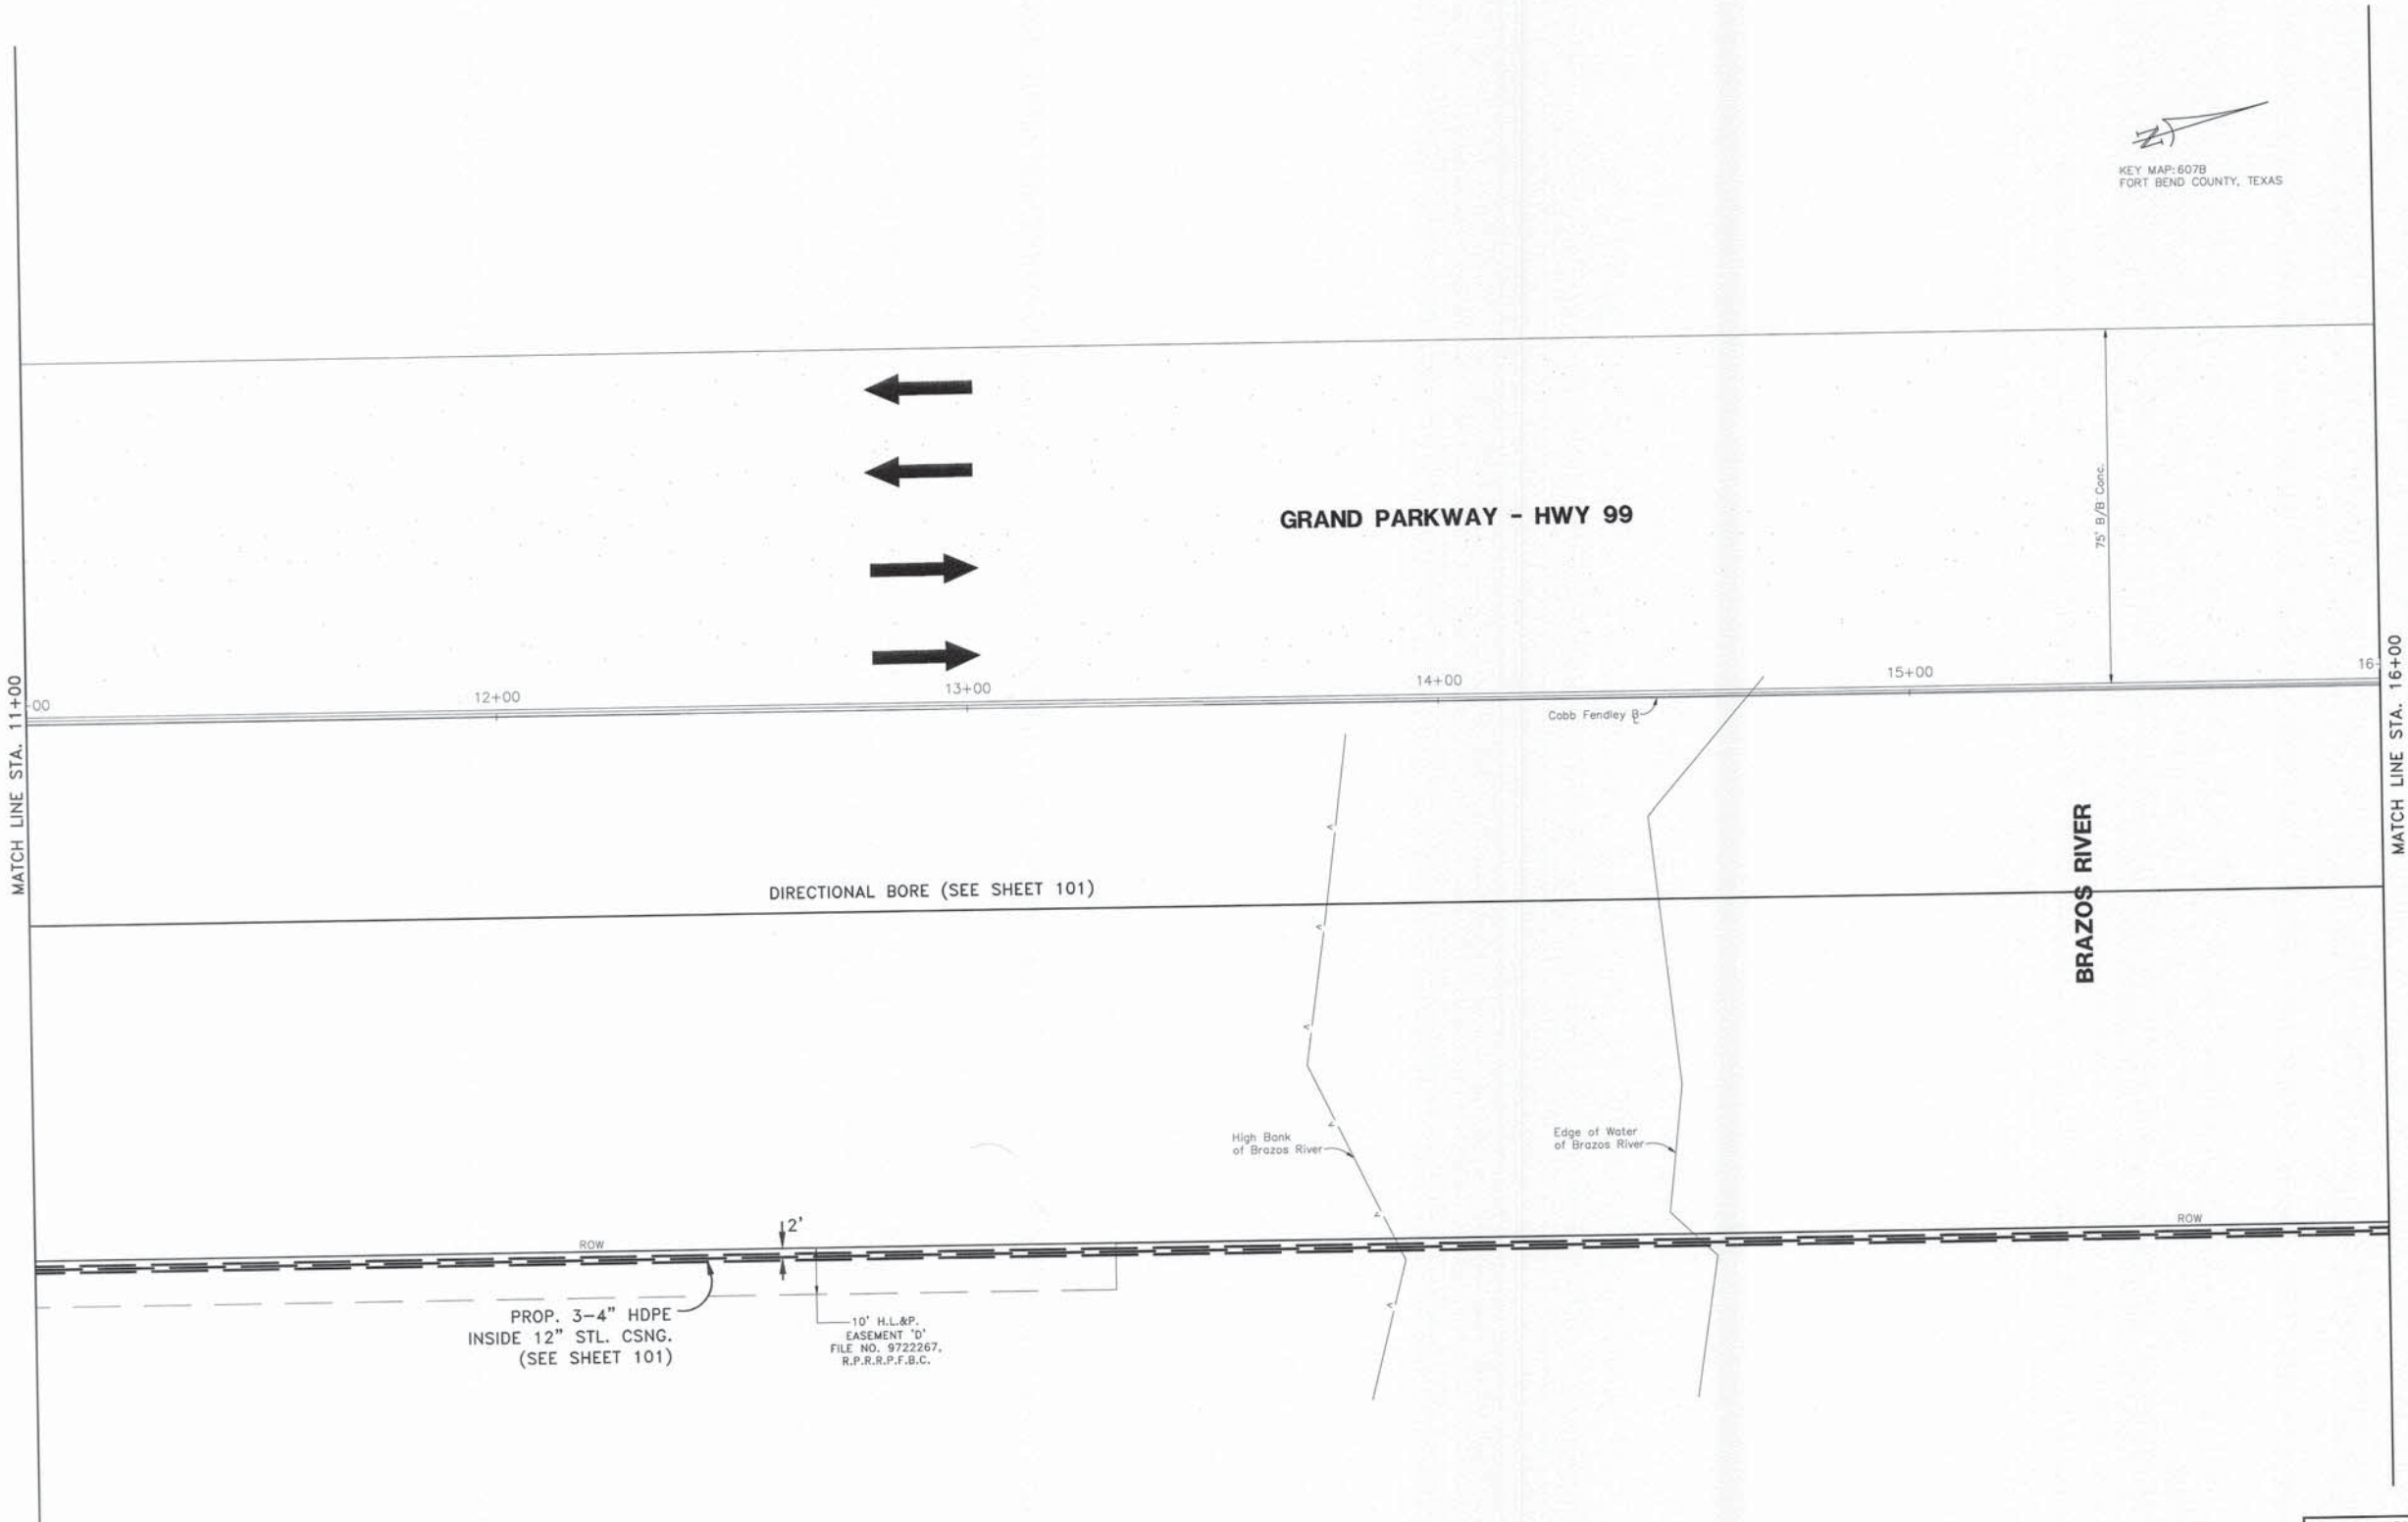 N
KEY MAP: 607B
FORT BEND COUNTY, TEXAS
GRAND PARKWAY - HWY 99
75' B/B Conc.
MATCH LINE STA. 11+00
00
12+00
13+00
14+00
15+00
16+
MATCH LINE STA. 16+00
Cobb Fendley B
L
BRAZOS RIVER
DIRECTIONAL BORE (SEE SHEET 101)
High Bank
of Brazos River
Edge of Water
of Brazos River
2'
ROW
ROW
PROP. 3-4" HDPE
INSIDE 12" STL. CSNG.
(SEE SHEET 101)
10' H.L.&P.
EASEMENT 'D'
FILE NO. 9722267,
R.P.R.R.P.F.B.C.